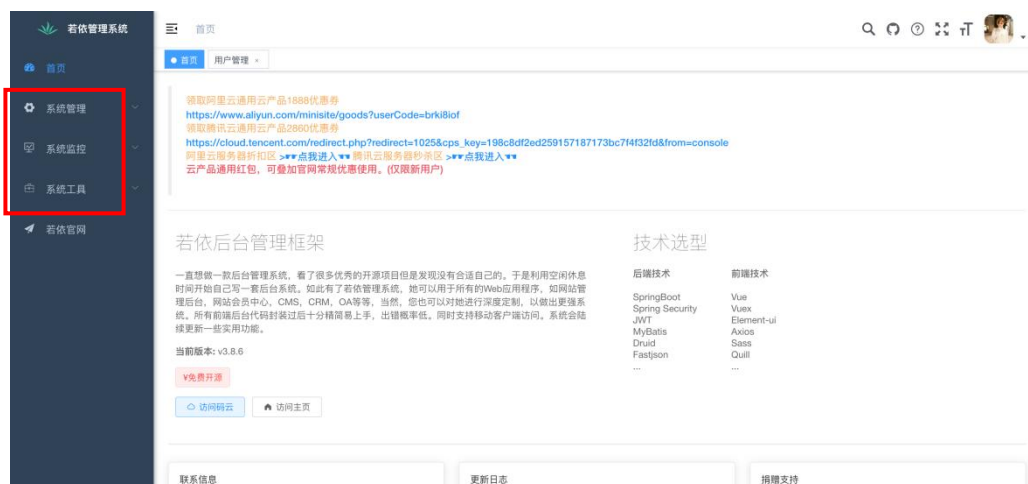 若依管理系统
首页
首页
用户管理 ×
首页
系统管理
系统监控
系统工具
若依官网
领取阿里云通用云产品1888优惠券
https://www.aliyun.com/minisite/goods?userCode=brki8iof
领取腾讯云通用云产品2860优惠券
https://cloud.tencent.com/redirect.php?redirect=1025&cps_key=198c8df2ed259157187173bc7f4f32fd&from=console
阿里云服务器折扣区 >☛☛点我进入☚☚ 腾讯云服务器秒杀区 >☛☛点我进入☚☚
云产品通用红包，可叠加官网常规优惠使用。(仅限新用户)
若依后台管理框架
一直想做一款后台管理系统，看了很多优秀的开源项目但是发现没有合适自己的。于是利用空闲休息
时间开始自己写一套后台系统。如此有了若依管理系统，她可以用于所有的Web应用程序，如网站管
理后台，网站会员中心，CMS，CRM，OA等等，当然，您也可以对她进行深度定制，以做出更强系
统。所有前端后台代码封装过后十分精简易上手，出错概率低。同时支持移动客户端访问。系统会陆
续更新一些实用功能。
当前版本: v3.8.6
¥免费开源
访问码云
访问主页
技术选型
后端技术
SpringBoot
Spring Security
JWT
MyBatis
Druid
Fastjson
...
前端技术
Vue
Vuex
Element-ui
Axios
Sass
Quill
...
联系信息
更新日志
捐赠支持